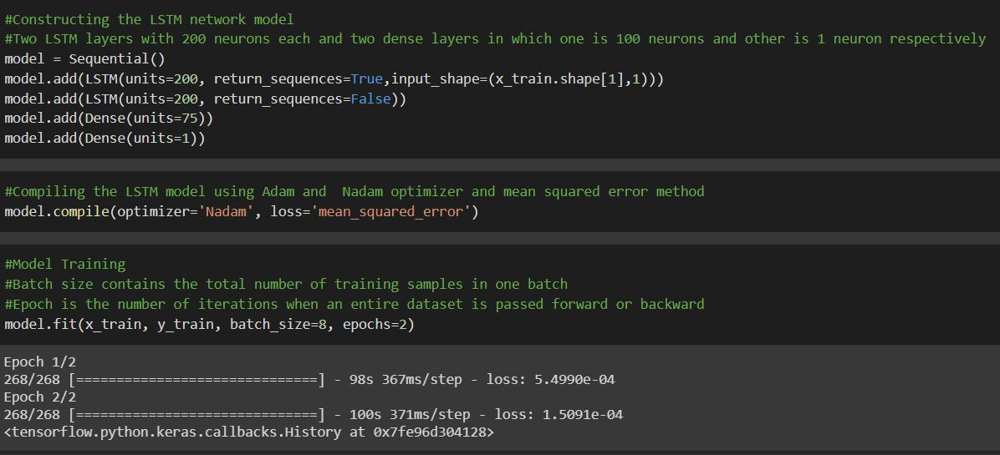 #Constructing the LSTM network model
#Two LSTM layers with 200 neurons each and two dense layers in which one is 100 neurons and other is 1 neuron respectively
model = Sequential()
model.add(LSTM(units=200, return_sequences=True,input_shape=(x_train.shape[1],1)))
model.add(LSTM(units=200, return_sequences=False))
model.add(Dense(units=75))
model.add(Dense(units=1))
#Compiling the LSTM model using Adam and  Nadam optimizer and mean squared error method
model.compile(optimizer='Nadam', loss='mean_squared_error')
#Model Training
#Batch size contains the total number of training samples in one batch
#Epoch is the number of iterations when an entire dataset is passed forward or backward
model.fit(x_train, y_train, batch_size=8, epochs=2)
Epoch 1/2
268/268 [==============================] - 98s 367ms/step - loss: 5.4990e-04
Epoch 2/2
268/268 [==============================] - 100s 371ms/step - loss: 1.5091e-04
<tensorflow.python.keras.callbacks.History at 0x7fe96d304128>